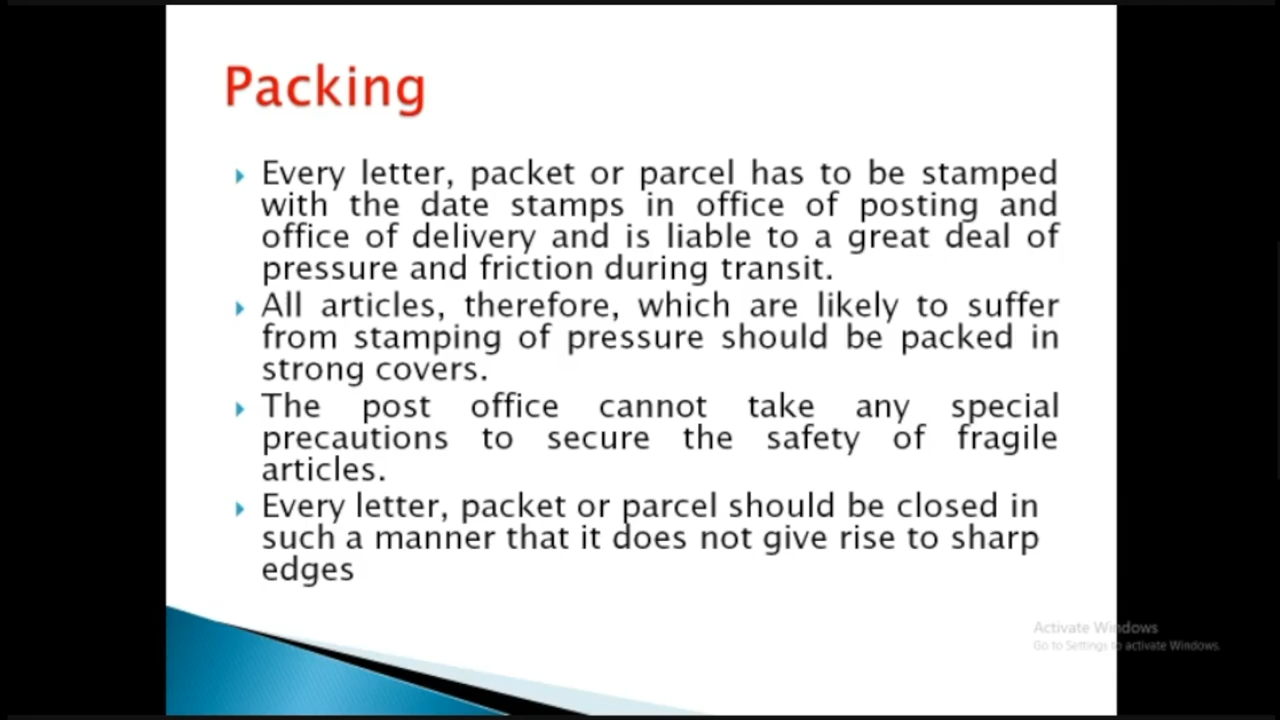 Packing
Every letter, packet or parcel has to be stamped
with the date stamps in office of posting and
office of delivery and is liable to a great deal of
pressure and friction during transit.
All articles, therefore, which are likely to suffer
from stamping of pressure should be packed in
strong covers.
The post office cannot take any special
precautions to secure the safety of fragile
articles.
Every letter, packet or parcel should be closed in
such a manner that it does not give rise to sharp
edges
Activate Windows
Go to Settings to activate Windows.